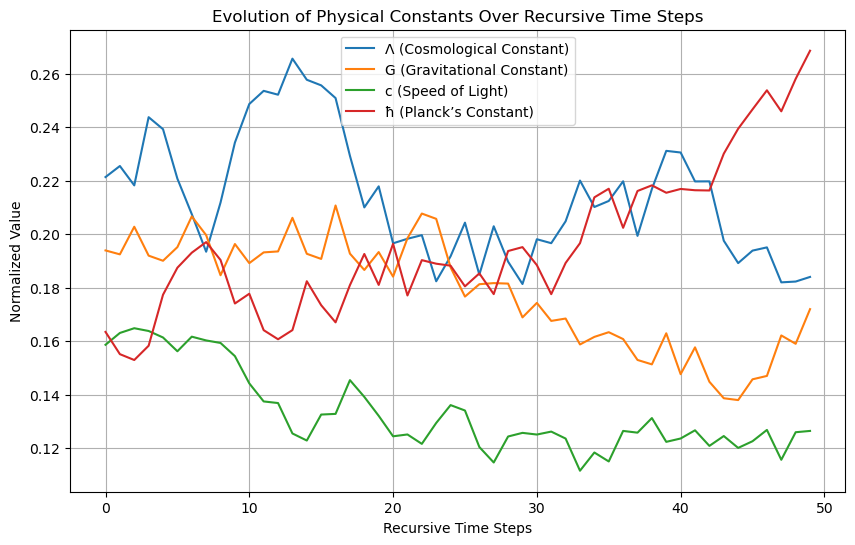 Evolution of Physical Constants Over Recursive Time Steps
Λ (Cosmological Constant)
G (Gravitational Constant)
c (Speed of Light)
ħ (Planck’s Constant)
0.26
0.24
0.22
0.20
0.18
0.16
0.14
0.12
Normalized Value
0 10 20 30 40 50
Recursive Time Steps